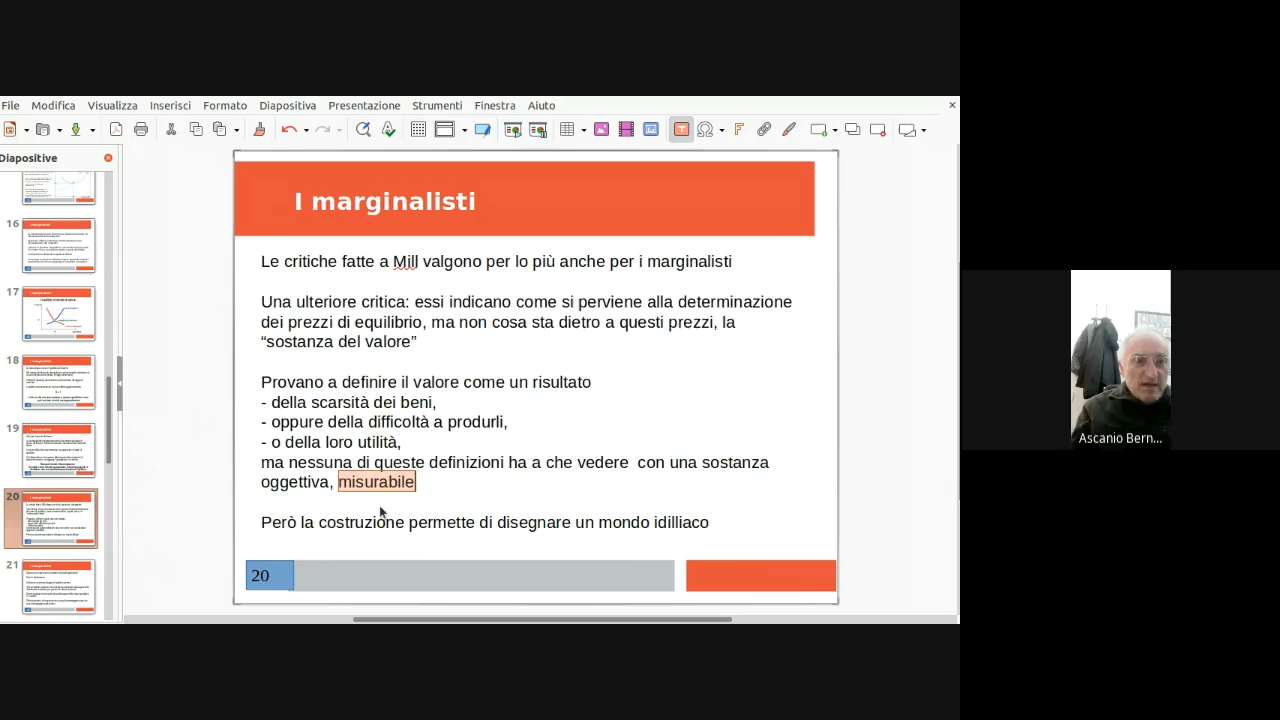 File Modifica Visualizza Inserisci Formato Diapositiva Presentazione Strumenti Finestra Aiuto
Diapositive
16
17
18
19
20
21
I marginalisti
Le critiche fatte a Mill valgono per lo più anche per i marginalisti
Una ulteriore critica: essi indicano come si perviene alla determinazione
dei prezzi di equilibrio, ma non cosa sta dietro a questi prezzi, la
“sostanza del valore”
Provano a definire il valore come un risultato
- della scarsità dei beni,
- oppure della difficoltà a produrli,
- o della loro utilità,
ma nessuna di queste definizioni ha a che vedere con una sostanza
oggettiva, misurabile
Però la costruzione permette di disegnare un mondo idilliaco
20
Ascanio Bern...